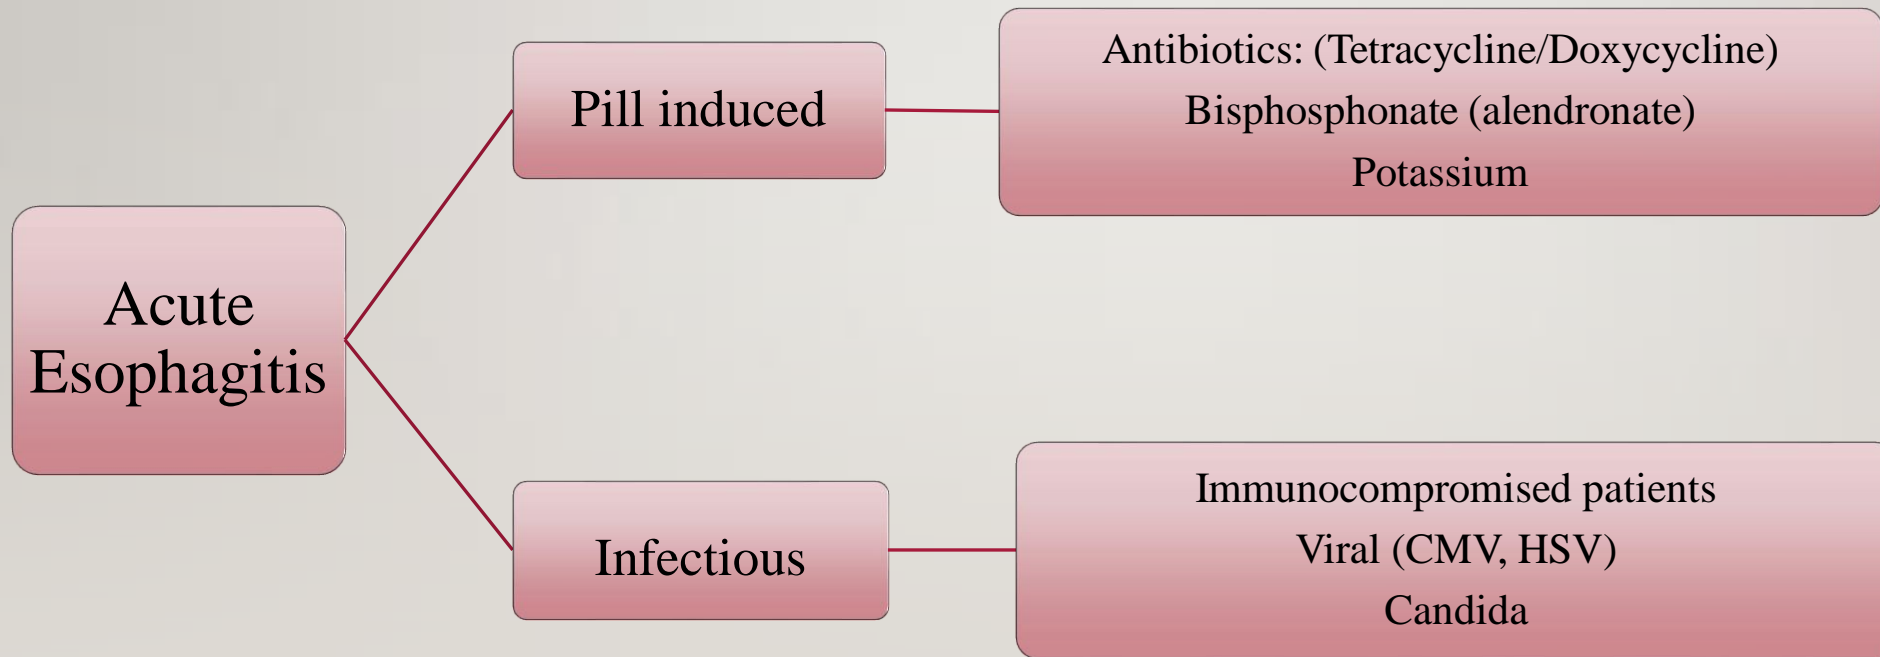 Acute
Esophagitis
Pill induced
Antibiotics: (Tetracycline/Doxycycline)
Bisphosphonate (alendronate)
Potassium
Infectious
Immunocompromised patients
Viral (CMV, HSV)
Candida